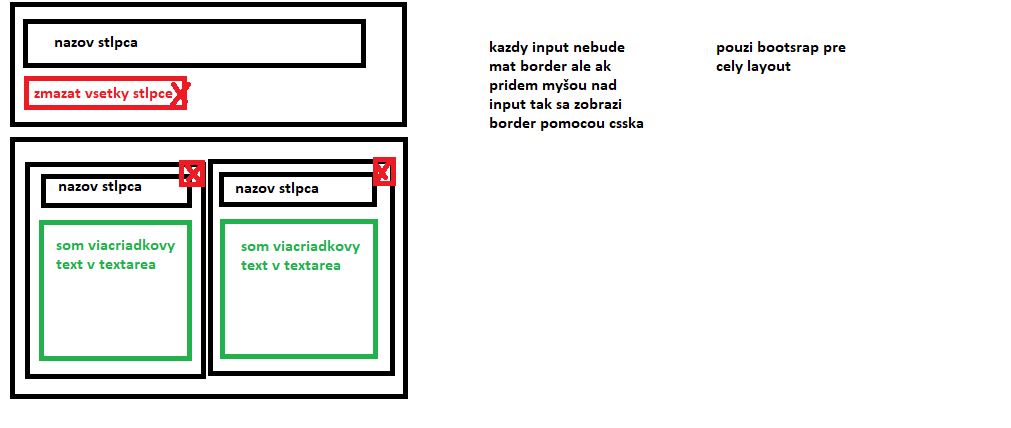 nazov stlpca
zmazat vsetky stlpce
nazov stlpca
som viacriadkovy
text v textarea
nazov stlpca
som viacriadkovy
text v textarea
kazdy input nebude
mat border ale ak
pridem myšou nad
input tak sa zobrazi
border pomocou csska
pouzi bootsrap pre
cely layout